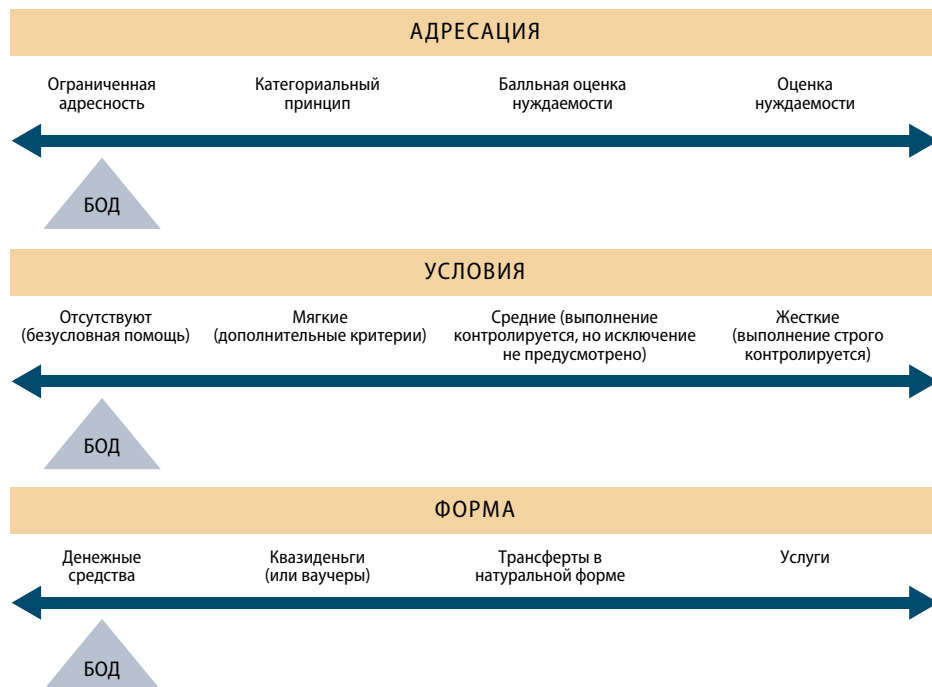 АДРЕСАЦИЯ
Ограниченная
адресность
Категориальный
принцип
Балльная оценка
нуждаемости
Оценка
нуждаемости
БОД
УСЛОВИЯ
Отсутствуют
(безусловная помощь)
Мягкие
(дополнительные критерии)
Средние (выполнение
контролируется, но исключение
не предусмотрено)
Жесткие
(выполнение строго
контролируется)
БОД
ФОРМА
Денежные
средства
Квазиденьги
(или ваучеры)
Трансферты в
натуральной форме
Услуги
БОД